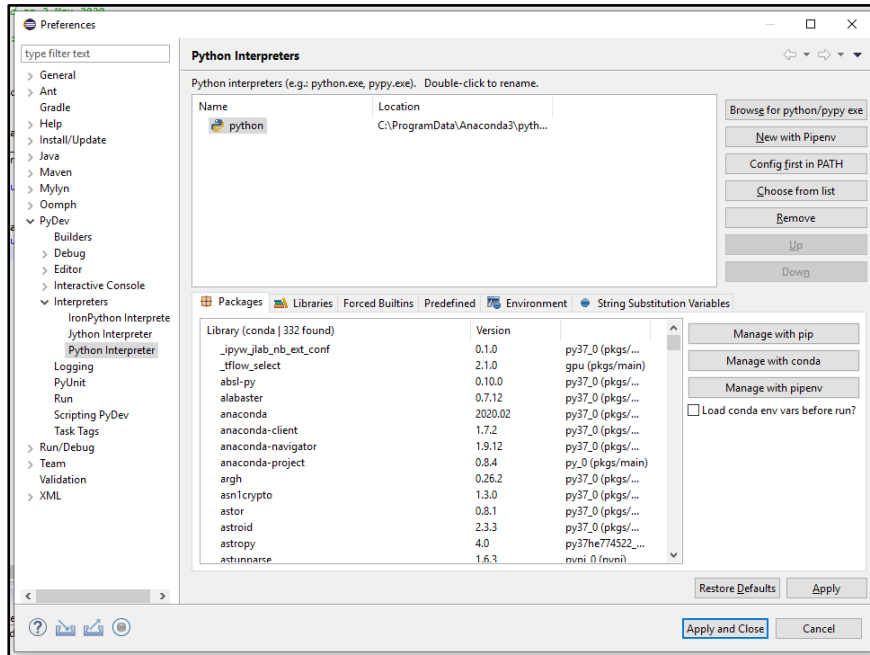 Preferences
type filter text
Python Interpreters
General
Ant
Gradle
Help
Install/Update
Java
Maven
Mylyn
Oomph
PyDev
Builders
Debug
Editor
Interactive Console
Interpreters
IronPython Interprete
Jython Interpreter
Python Interpreter
Logging
PyUnit
Run
Scripting PyDev
Task Tags
Run/Debug
Team
Validation
XML
Python interpreters (e.g.: python.exe, pypy.exe). Double-click to rename.
Name Location
python C:\ProgramData\Anaconda3\pyth...
Browse for python/pypy exe
New with Pipenv
Config first in PATH
Choose from list
Remove
Up
Down
Packages Libraries Forced Builtins Predefined Environment String Substitution Variables
Library (conda | 332 found) Version
_ipyw_jlab_nb_ext_conf 0.1.0 py37_0 (pkgs/...
_tflow_select 2.1.0 gpu (pkgs/main)
absl-py 0.10.0 py37_0 (pkgs/...
alabaster 0.7.12 py37_0 (pkgs/...
anaconda 2020.02 py37_0 (pkgs/...
anaconda-client 1.7.2 py37_0 (pkgs/...
anaconda-navigator 1.9.12 py37_0 (pkgs/...
anaconda-project 0.8.4 py_0 (pkgs/main)
argh 0.26.2 py37_0 (pkgs/...
asn1crypto 1.3.0 py37_0 (pkgs/...
astor 0.8.1 py37_0 (pkgs/...
astroid 2.3.3 py37_0 (pkgs/...
astropy 4.0 py37he774522_...
astunparse 1.6.3 pypi_0 (pypi)
Manage with pip
Manage with conda
Manage with pipenv
Load conda env vars before run?
Restore Defaults Apply
Apply and Close Cancel